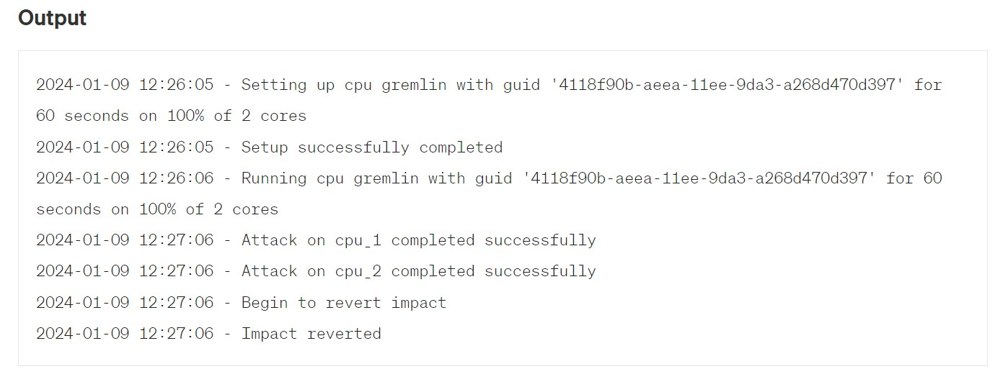 Output
2024-01-09 12:26:05 - Setting up cpu gremlin with guid '4118f90b-aeea-11ee-9da3-a268d470d397' for
60 seconds on 100% of 2 cores
2024-01-09 12:26:05 - Setup successfully completed
2024-01-09 12:26:06 - Running cpu gremlin with guid '4118f90b-aeea-11ee-9da3-a268d470d397' for 60
seconds on 100% of 2 cores
2024-01-09 12:27:06 - Attack on cpu_1 completed successfully
2024-01-09 12:27:06 - Attack on cpu_2 completed successfully
2024-01-09 12:27:06 - Begin to revert impact
2024-01-09 12:27:06 - Impact reverted